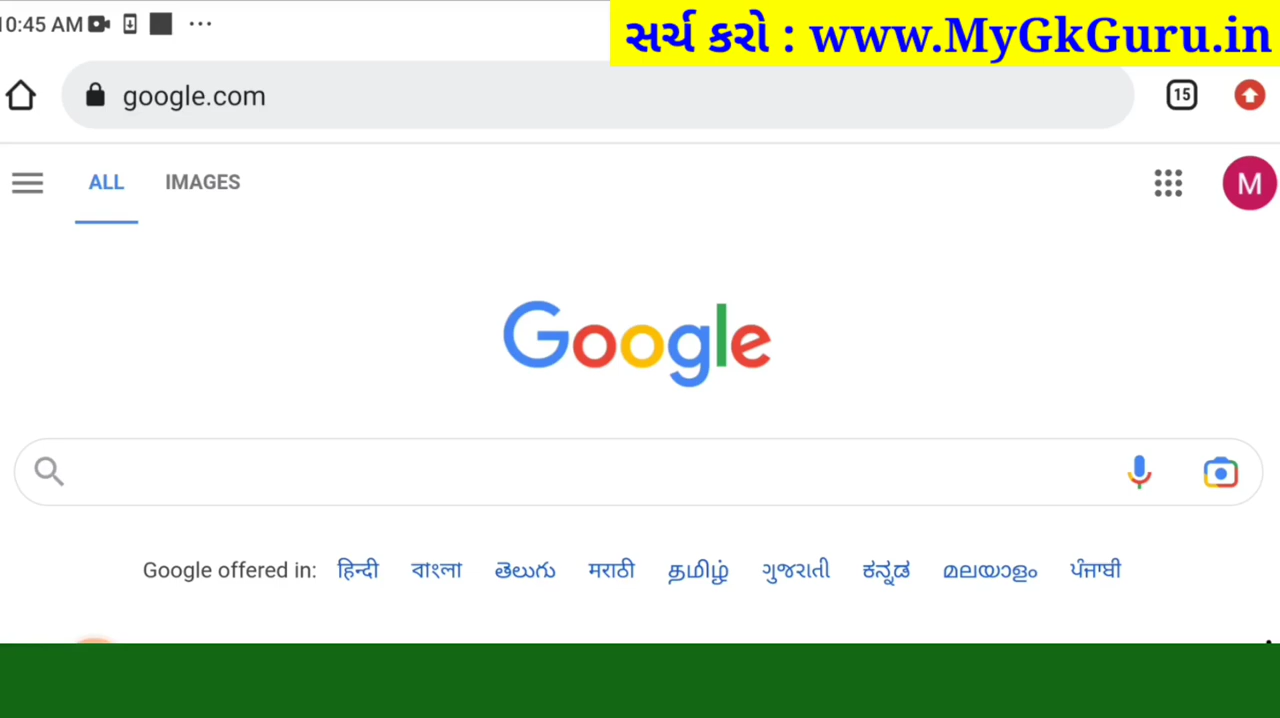 10:45 AM
સર્ચ કરો : www.MyGkGuru.in
google.com
15
ALL IMAGES
M
Google
Google offered in: हिन्दी বাংলা తెలుగు मराठी தமிழ் ગુજરાતી ಕನ್ನಡ മലയാളം ਪੰਜਾਬੀ